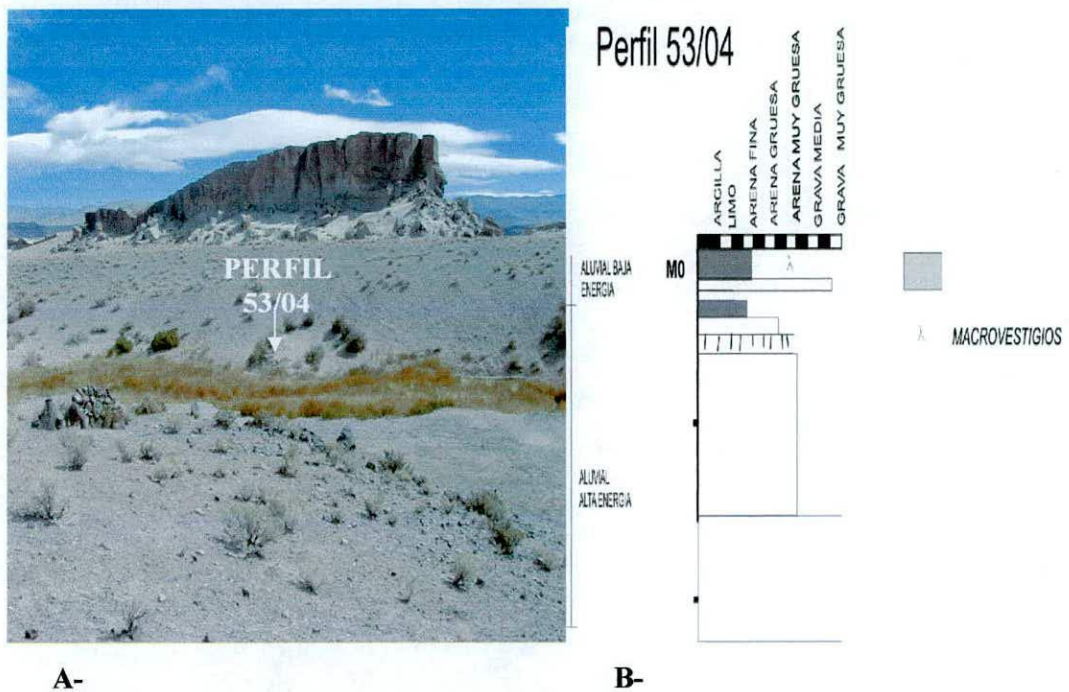 PERFIL
53/04
A-
Perfil 53/04
ARCILLA
LIMO
ARENA FINA
ARENA GRUESA
ARENA MUY GRUESA
GRAVA MEDIA
GRAVA MUY GRUESA
ALUVIAL BAJA
ENERGIA
M0
λ MACROVESTIGIOS
ALUVIAL
ALTA ENERGIA
B-